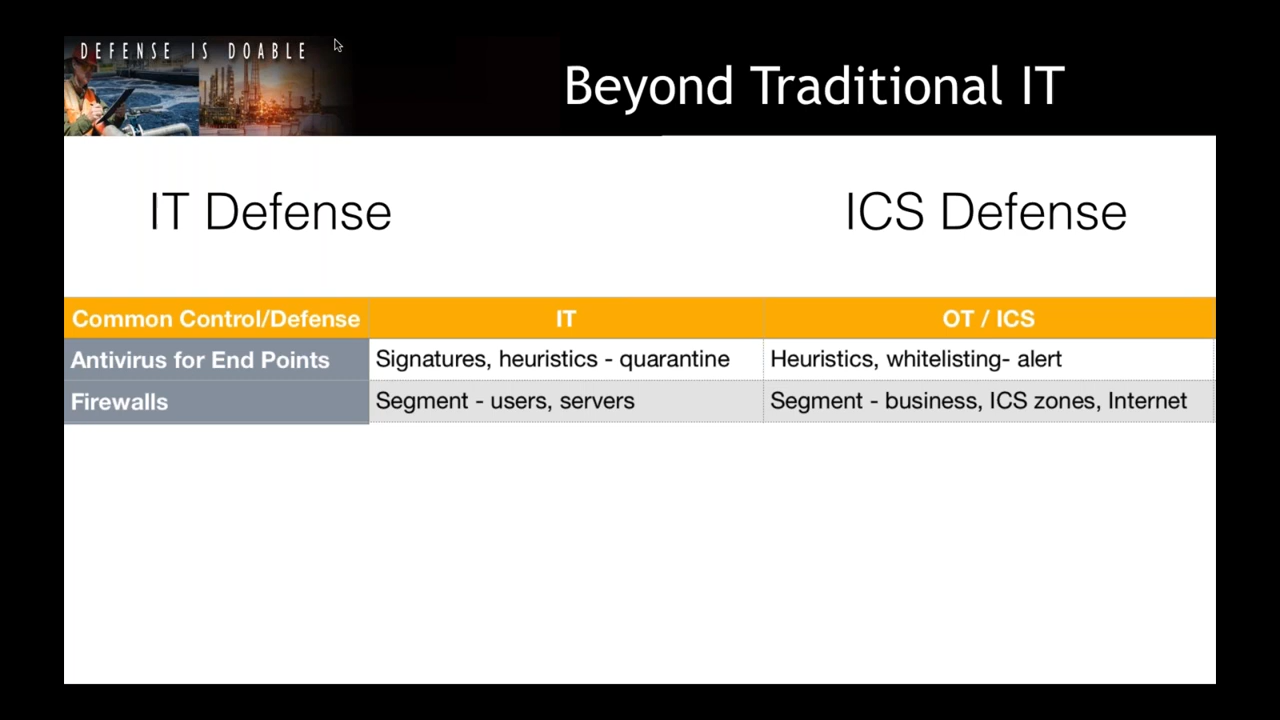 DEFENSE IS DOABLE
Beyond Traditional IT
IT Defense
ICS Defense
Common Control/Defense IT OT / ICS
Antivirus for End Points Signatures, heuristics - quarantine Heuristics, whitelisting- alert
Firewalls Segment - users, servers Segment - business, ICS zones, Internet